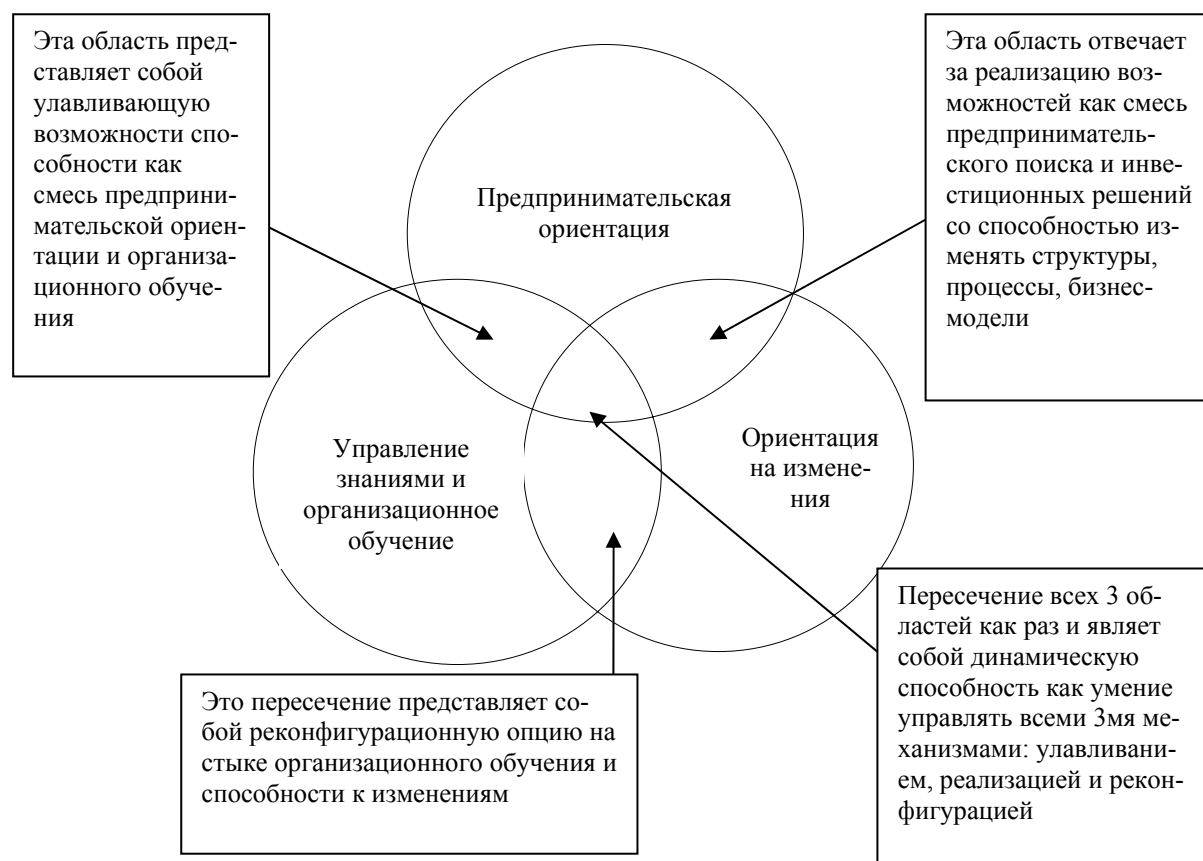 Эта область пред-
ставляет собой
улавливающую
возможности спо-
собности как
смесь предприни-
мательской ориен-
тации и организа-
ционного обуче-
ния
Эта область отвечает
за реализацию воз-
можностей как смесь
предприниматель-
ского поиска и инве-
стиционных решений
со способностью из-
менять структуры,
процессы, бизнес-
модели
Предпринимательская
ориентация
Управление
знаниями и
организационное
обучение
Ориентация
на измене-
ния
Это пересечение представляет со-
бой реконфигурационную опцию на
стыке организационного обучения и
способности к изменениям
Пересечение всех 3 об-
ластей как раз и являет
собой динамическую
способность как умение
управлять всеми 3мя ме-
ханизмами: улавливани-
ем, реализацией и рекон-
фигурацией